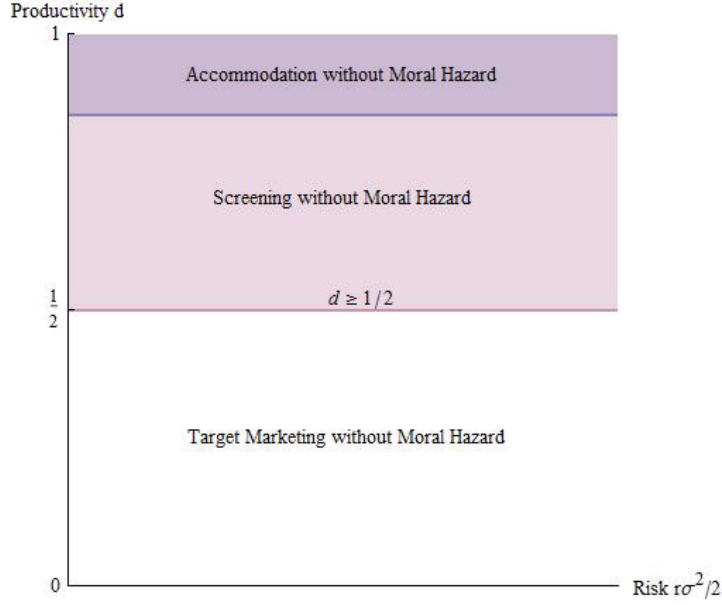 Productivity d
1
Accommodation without Moral Hazard
Screening without Moral Hazard
1
2
d ≥ 1/2
Target Marketing without Moral Hazard
0
Risk rσ²/2